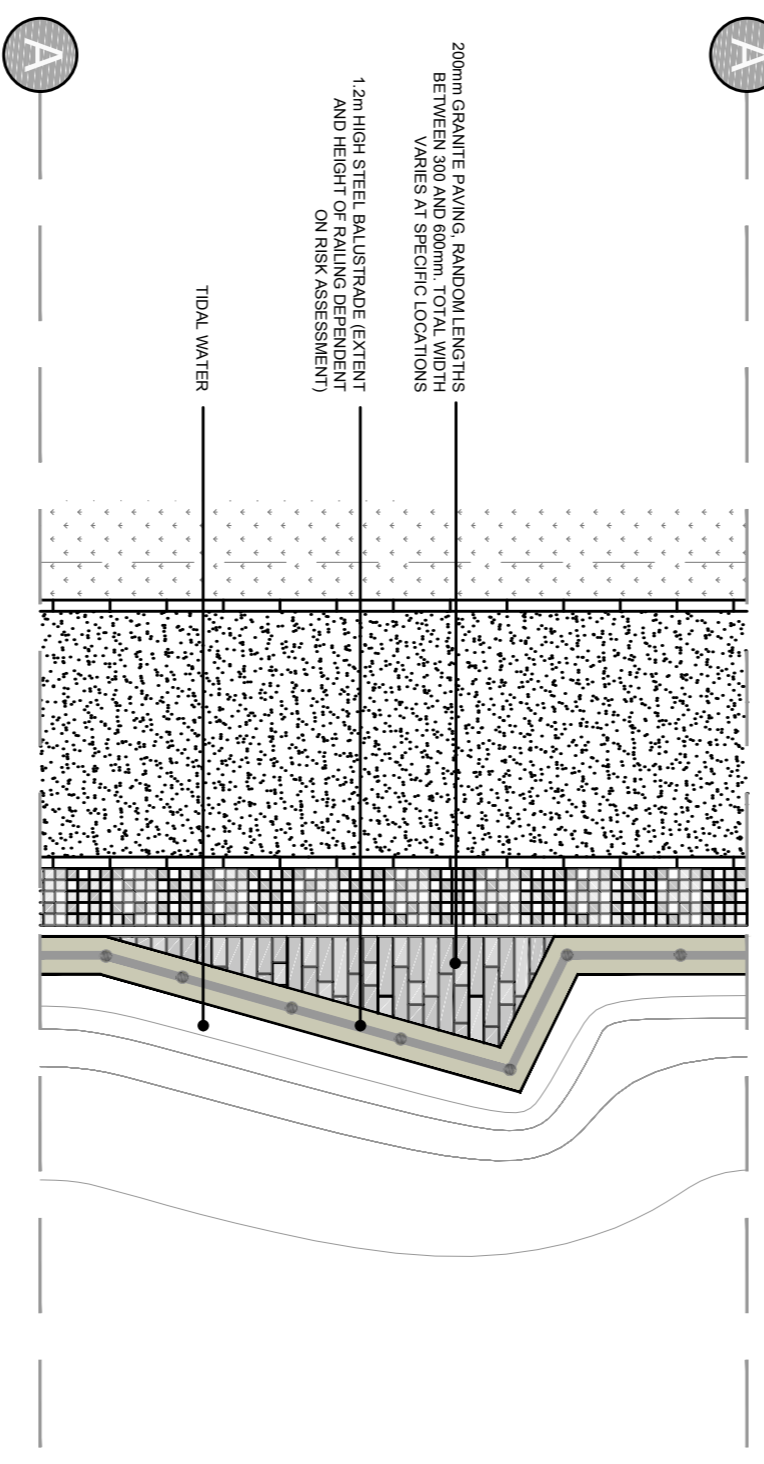 A
A
200mm GRANITE PAVING, RANDOM LENGTHS
BETWEEN 300 AND 600mm. TOTAL WIDTH
VARIES AT SPECIFIC LOCATIONS
1.2m HIGH STEEL BALUSTRADE (EXTENT
AND HEIGHT OF RAILING DEPENDENT
ON RISK ASSESSMENT)
TIDAL WATER